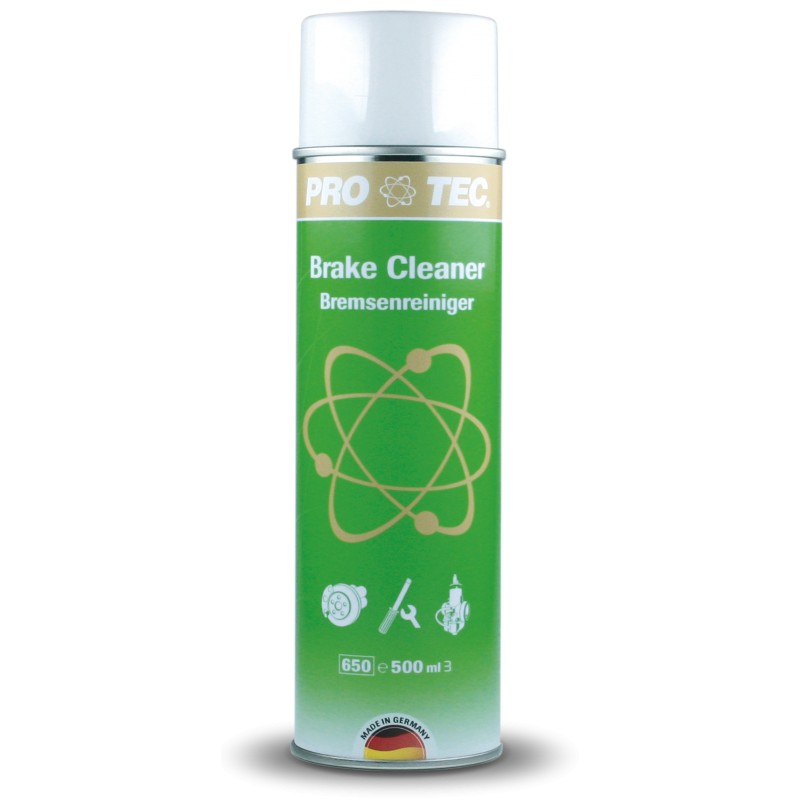 PRO TEC®
Brake Cleaner
Bremsenreiniger
650 ℮ 500 ml 3
MADE IN GERMANY